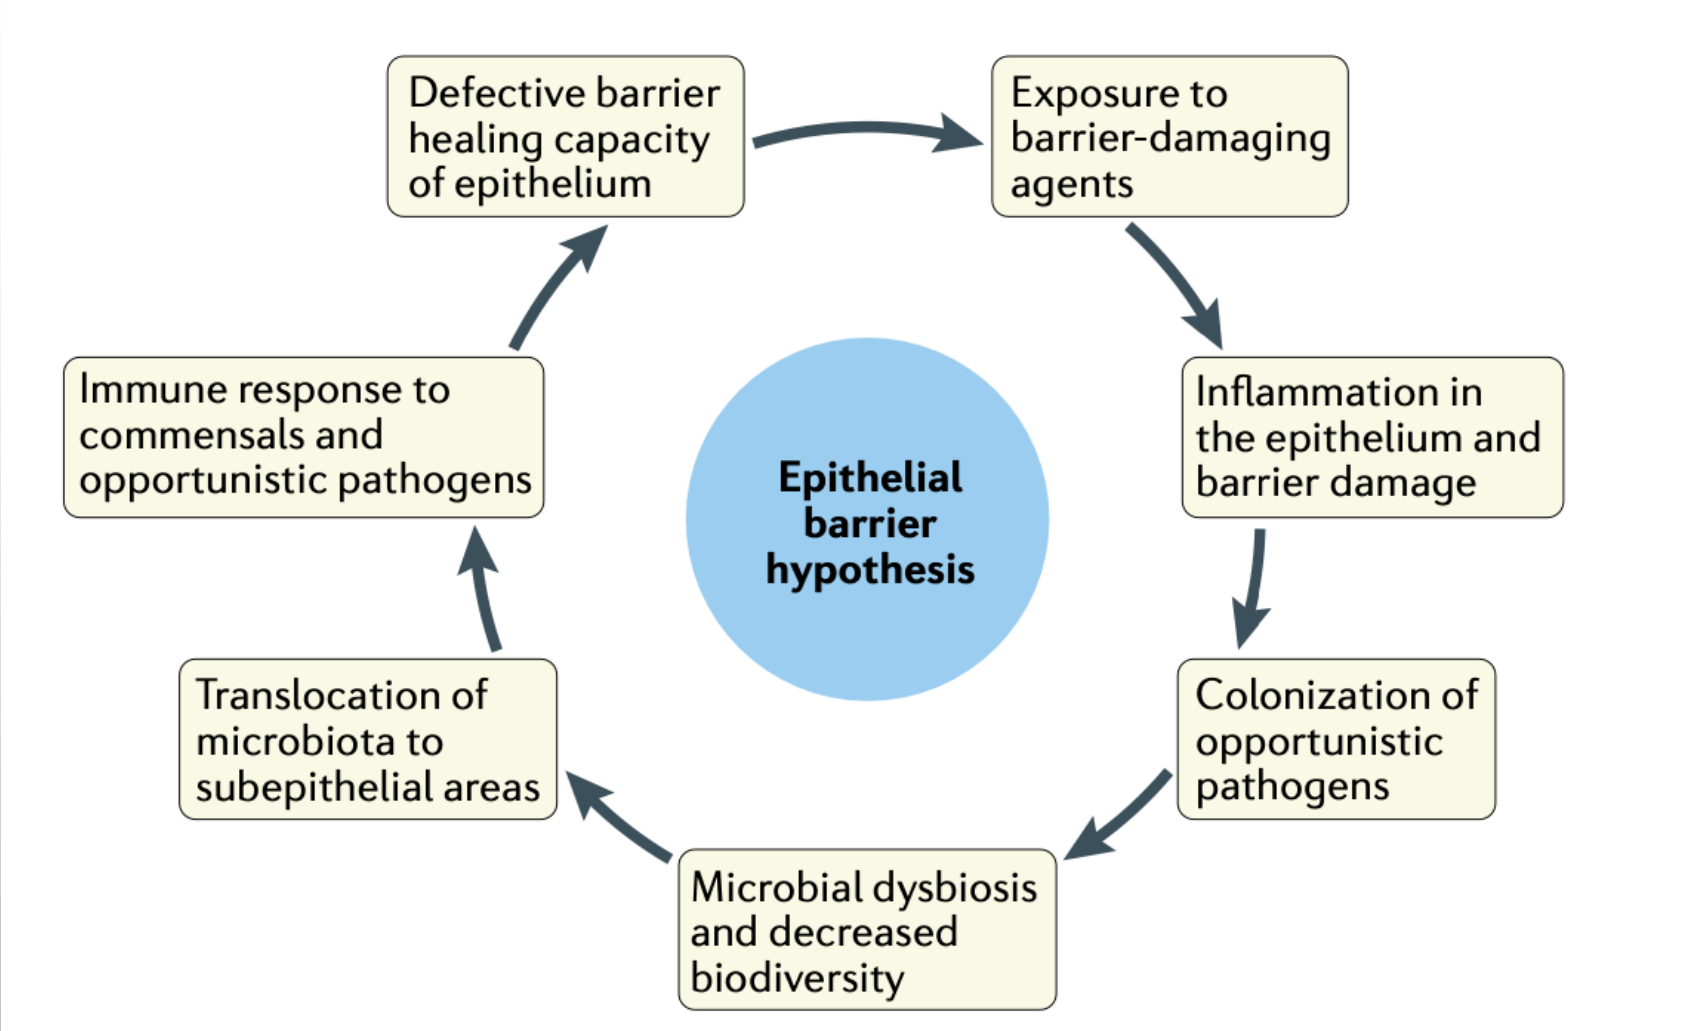 Defective barrier
healing capacity
of epithelium
Exposure to
barrier-damaging
agents
Inflammation in
the epithelium and
barrier damage
Colonization of
opportunistic
pathogens
Microbial dysbiosis
and decreased
biodiversity
Translocation of
microbiota to
subepithelial areas
Immune response to
commensals and
opportunistic pathogens
Epithelial
barrier
hypothesis